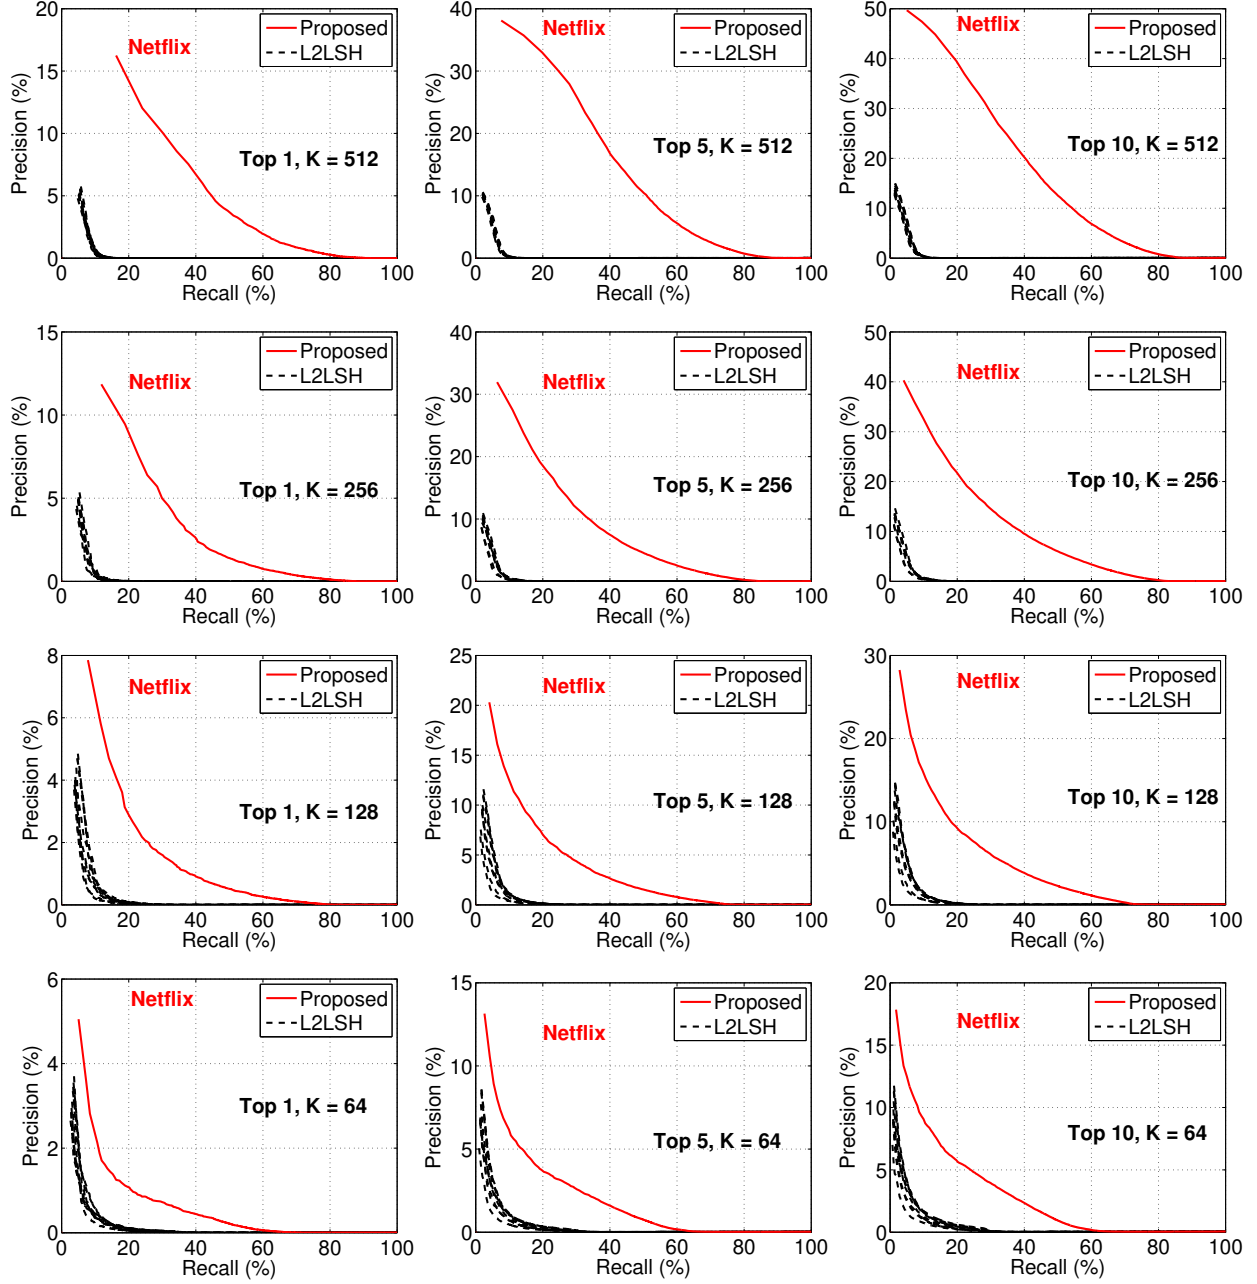 20
15
10
5
0
0 20 40 60 80 100
Precision (%)
Recall (%)
Netflix
Proposed
L2LSH
Top 1, K = 512
40
30
20
10
0
0 20 40 60 80 100
Precision (%)
Recall (%)
Netflix
Proposed
L2LSH
Top 5, K = 512
50
40
30
20
10
0
0 20 40 60 80 100
Precision (%)
Recall (%)
Netflix
Proposed
L2LSH
Top 10, K = 512
15
10
5
0
0 20 40 60 80 100
Precision (%)
Recall (%)
Netflix
Proposed
L2LSH
Top 1, K = 256
40
30
20
10
0
0 20 40 60 80 100
Precision (%)
Recall (%)
Netflix
Proposed
L2LSH
Top 5, K = 256
50
40
30
20
10
0
0 20 40 60 80 100
Precision (%)
Recall (%)
Netflix
Proposed
L2LSH
Top 10, K = 256
8
6
4
2
0
0 20 40 60 80 100
Precision (%)
Recall (%)
Netflix
Proposed
L2LSH
Top 1, K = 128
25
20
15
10
5
0
0 20 40 60 80 100
Precision (%)
Recall (%)
Netflix
Proposed
L2LSH
Top 5, K = 128
30
20
10
0
0 20 40 60 80 100
Precision (%)
Recall (%)
Netflix
Proposed
L2LSH
Top 10, K = 128
6
4
2
0
0 20 40 60 80 100
Precision (%)
Recall (%)
Netflix
Proposed
L2LSH
Top 1, K = 64
15
10
5
0
0 20 40 60 80 100
Precision (%)
Recall (%)
Netflix
Proposed
L2LSH
Top 5, K = 64
20
15
10
5
0
0 20 40 60 80 100
Precision (%)
Recall (%)
Netflix
Proposed
L2LSH
Top 10, K = 64